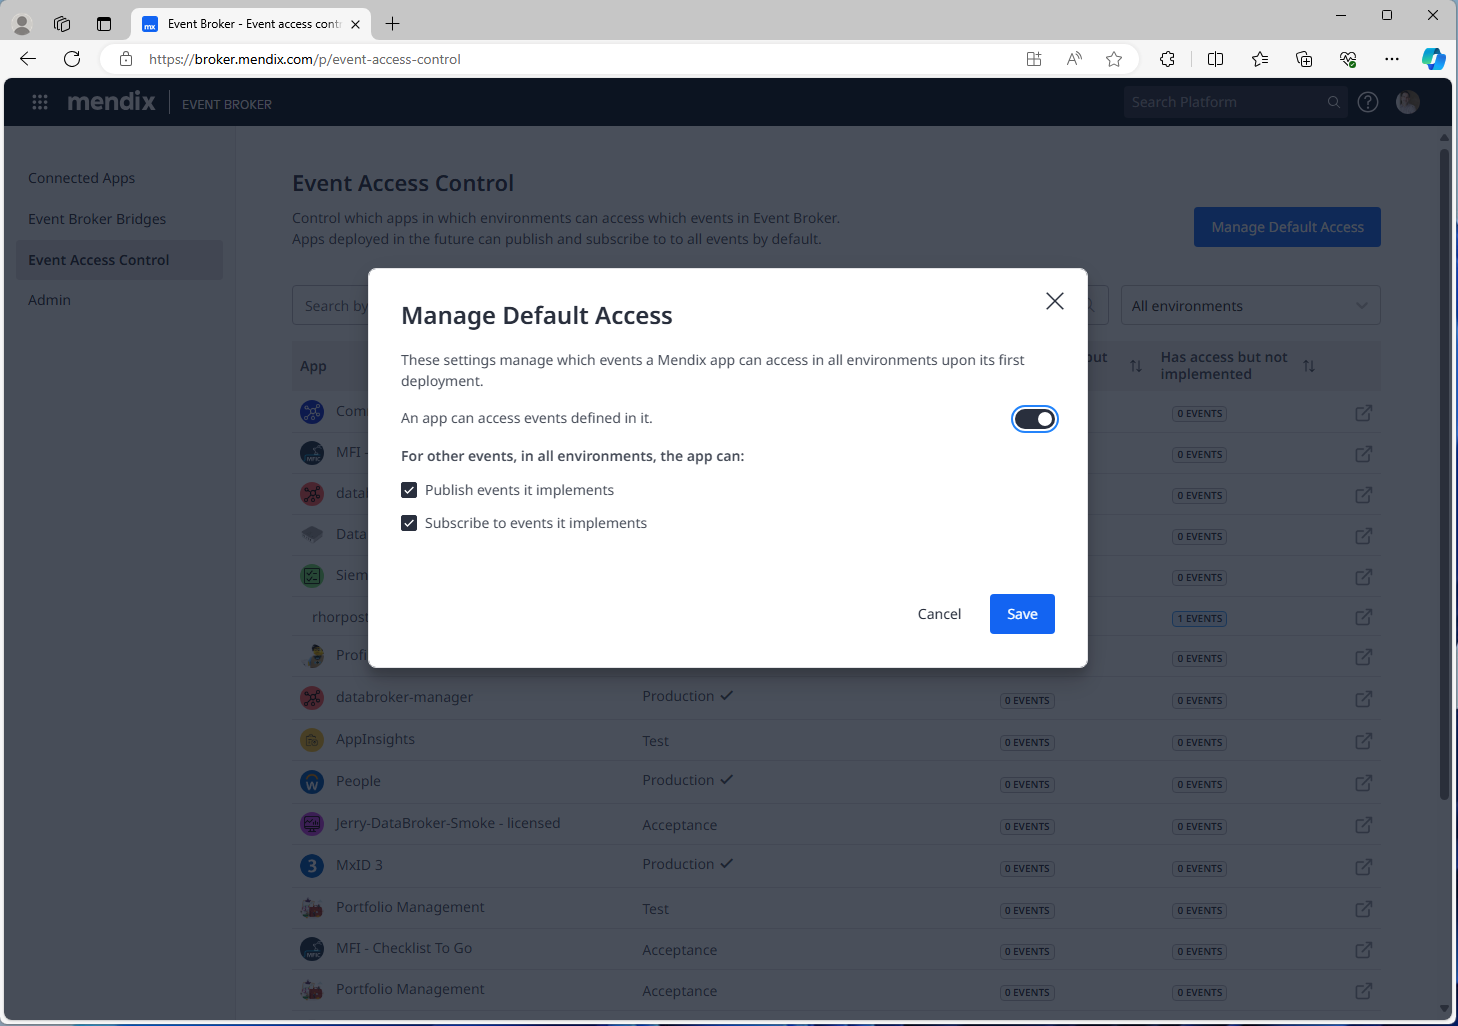 Event Broker - Event access cont
https://broker.mendix.com/p/event-access-control
mendix
EVENT BROKER
Search Platform
Connected Apps
Event Broker Bridges
Event Access Control
Admin
Event Access Control
Control which apps in which environments can access which events in Event Broker.
Apps deployed in the future can publish and subscribe to to all events by default.
Manage Default Access
Search by
All environments
App
out
Has access but not
implemented
Manage Default Access
These settings manage which events a Mendix app can access in all environments upon its first
deployment.
An app can access events defined in it.
For other events, in all environments, the app can:
Publish events it implements
Subscribe to events it implements
Cancel
Save
Com
0 EVENTS
MFI -
0 EVENTS
datab
0 EVENTS
Data
0 EVENTS
Siem
0 EVENTS
rhorpost
1 EVENTS
Profi
0 EVENTS
databroker-manager
Production
0 EVENTS
0 EVENTS
AppInsights
Test
0 EVENTS
0 EVENTS
People
Production
0 EVENTS
0 EVENTS
Jerry-DataBroker-Smoke - licensed
Acceptance
0 EVENTS
0 EVENTS
MxID 3
Production
0 EVENTS
0 EVENTS
Portfolio Management
Test
0 EVENTS
0 EVENTS
MFI - Checklist To Go
Acceptance
0 EVENTS
0 EVENTS
Portfolio Management
Acceptance
0 EVENTS
0 EVENTS